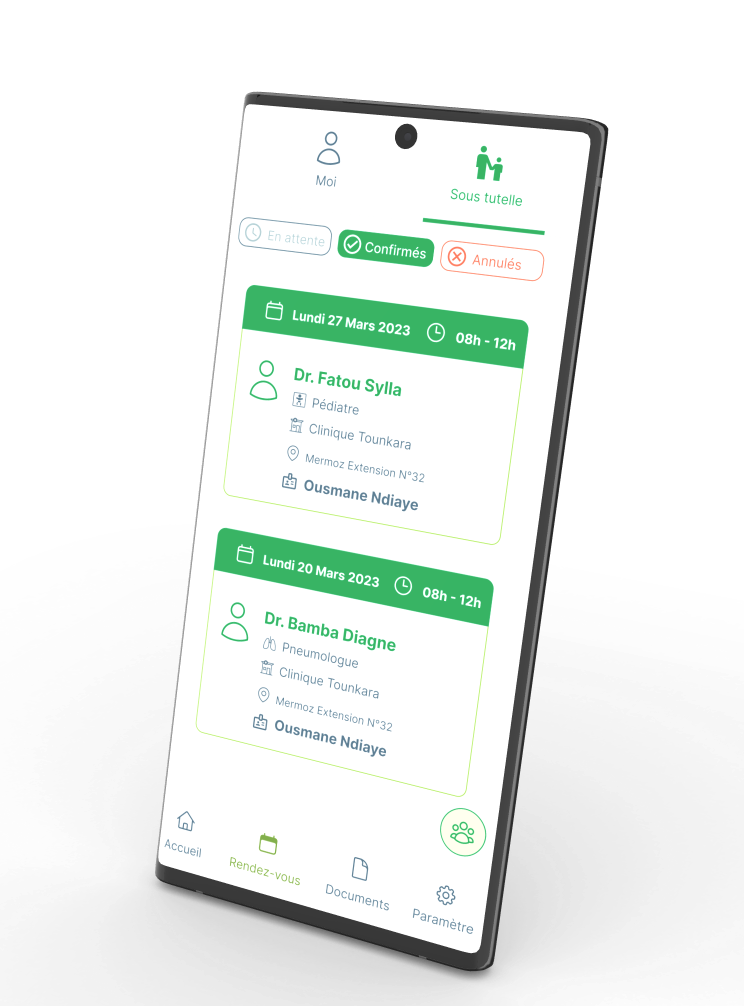 Moi
Sous tutelle
En attente
Confirmés
Annulés
Lundi 27 Mars 2023 08h - 12h
Dr. Fatou Sylla
Pédiatre
Clinique Tounkara
Mermoz Extension N°32
Ousmane Ndiaye
Lundi 20 Mars 2023 08h - 12h
Dr. Bamba Diagne
Pneumologue
Clinique Tounkara
Mermoz Extension N°32
Ousmane Ndiaye
Accueil
Rendez-vous
Documents
Paramètre